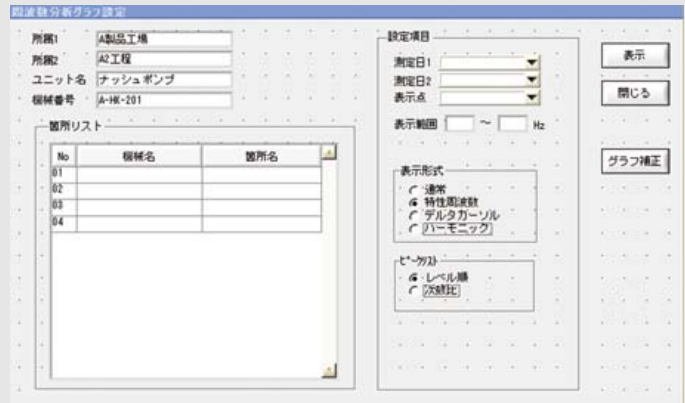 周波数分析グラフ設定
所属1 A製品工場
所属2 A2工程
ユニット名 ナッシュポンプ
機械番号 A-HK-201
箇所リスト
No 機械名 箇所名
01
02
03
04
設定項目
測定日1
測定日2
表示点
表示範囲 ～ Hz
表示形式
通常
特性周波数
デルタカーソル
ハーモニック
ピークリスト
レベル順
次数比
表示
閉じる
グラフ補正